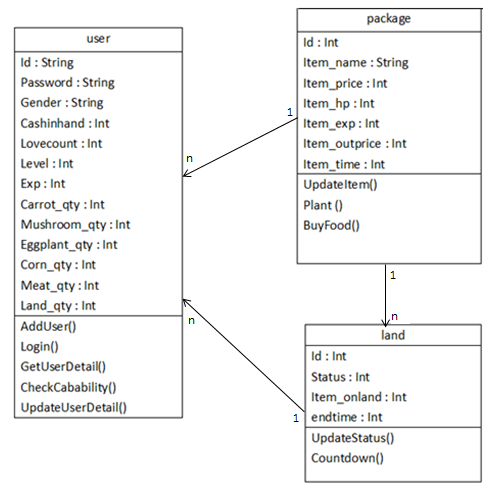 user
Id : String
Password : String
Gender : String
Cashinhand : Int
Lovecount : Int
Level : Int
Exp : Int
Carrot_qty : Int
Mushroom_qty : Int
Eggplant_qty : Int
Corn_qty : Int
Meat_qty : Int
Land_qty : Int
AddUser()
Login()
GetUserDetail()
CheckCabability()
UpdateUserDetail()
package
Id : Int
Item_name : String
Item_price : Int
Item_hp : Int
Item_exp : Int
Item_outprice : Int
Item_time : Int
UpdateItem()
Plant ()
BuyFood()
1
n
1
n
n
1
land
Id : Int
Status : Int
Item_onland : Int
endtime : Int
UpdateStatus()
Countdown()